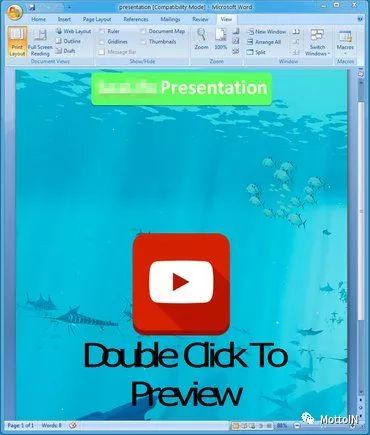 presentation [Compatibility Mode] - Microsoft Word
Home Insert Page Layout References Mailings Review View
Print Layout
Full Screen Reading
Web Layout
Outline
Draft
Document Views
Ruler
Gridlines
Message Bar
Document Map
Thumbnails
Show/Hide
Zoom
100%
Zoom
New Window
Arrange All
Split
Window
Switch Windows
Macros
Macros
Presentation
Double Click To
Preview
Page: 1 of 1 Words: 8
88%
MottoIN